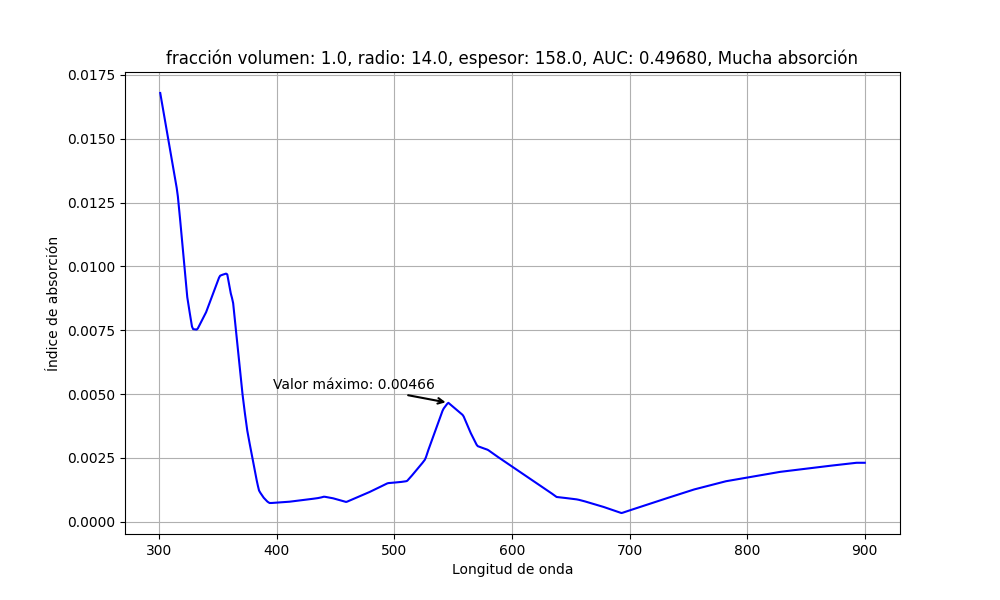 fracción volumen: 1.0, radio: 14.0, espesor: 158.0, AUC: 0.49680, Mucha absorción
0.0175
0.0150
0.0125
0.0100
0.0075
0.0050
0.0025
0.0000
Índice de absorción
Valor máximo: 0.00466
300 400 500 600 700 800 900
Longitud de onda